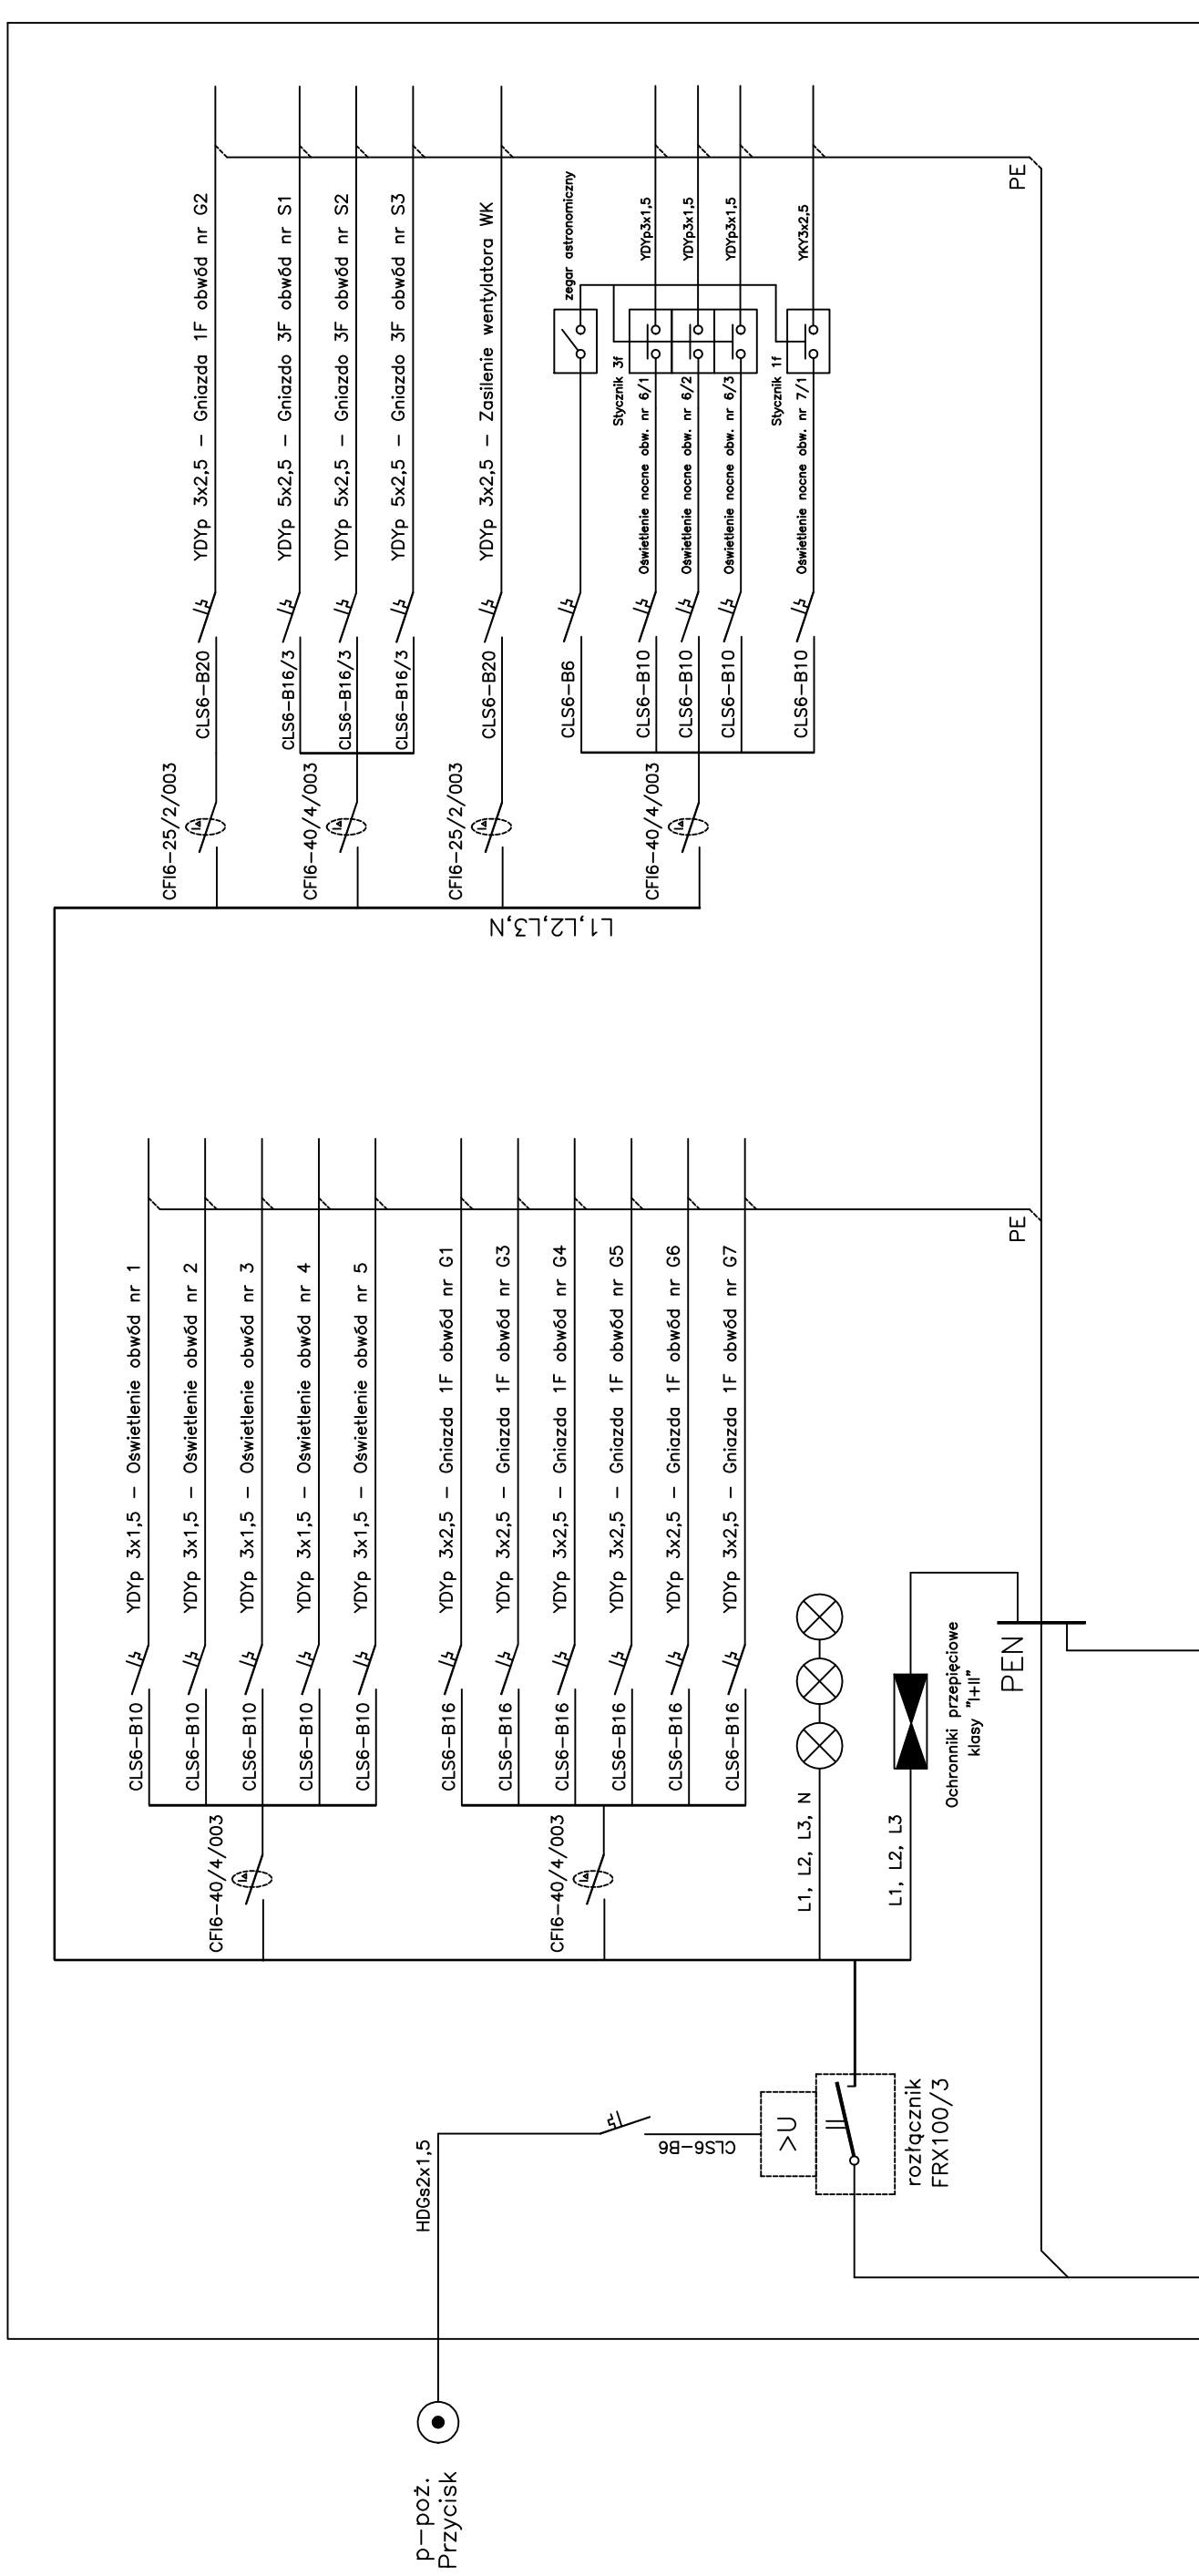 YDYp 3x2,5 – Gniazda 1F obwód nr G2
YDYp 5x2,5 – Gniazdo 3F obwód nr S1
YDYp 5x2,5 – Gniazdo 3F obwód nr S2
YDYp 5x2,5 – Gniazdo 3F obwód nr S3
YDYp 3x2,5 – Zasilenie wentylatora WK
zegar astronomiczny
Stycznik 3f
YDYp3x1,5
YDYp3x1,5
YDYp3x1,5
Stycznik 1f
YKY3x2,5
Oświetlenie nocne obw. nr 6/1
Oświetlenie nocne obw. nr 6/2
Oświetlenie nocne obw. nr 6/3
Oświetlenie nocne obw. nr 7/1
PE
CLS6–B20
CLS6–B16/3
CLS6–B16/3
CLS6–B16/3
CLS6–B20
CLS6–B6
CLS6–B10
CLS6–B10
CLS6–B10
CLS6–B10
CFI6–25/2/003
CFI6–40/4/003
CFI6–25/2/003
CFI6–40/4/003
L1,L2,L3,N
YDYp 3x1,5 – Oświetlenie obwód nr 1
YDYp 3x1,5 – Oświetlenie obwód nr 2
YDYp 3x1,5 – Oświetlenie obwód nr 3
YDYp 3x1,5 – Oświetlenie obwód nr 4
YDYp 3x1,5 – Oświetlenie obwód nr 5
YDYp 3x2,5 – Gniazda 1F obwód nr G1
YDYp 3x2,5 – Gniazda 1F obwód nr G3
YDYp 3x2,5 – Gniazda 1F obwód nr G4
YDYp 3x2,5 – Gniazda 1F obwód nr G5
YDYp 3x2,5 – Gniazda 1F obwód nr G6
YDYp 3x2,5 – Gniazda 1F obwód nr G7
PE
CLS6–B10
CLS6–B10
CLS6–B10
CLS6–B10
CLS6–B10
CLS6–B16
CLS6–B16
CLS6–B16
CLS6–B16
CLS6–B16
CLS6–B16
CFI6–40/4/003
CFI6–40/4/003
L1, L2, L3, N
L1, L2, L3
Ochronniki przepięciowe
klasy "I+II"
PEN
HDGs2x1,5
CLS6–B6
>U
rozłącznik
FRX100/3
p–poż.
Przycisk